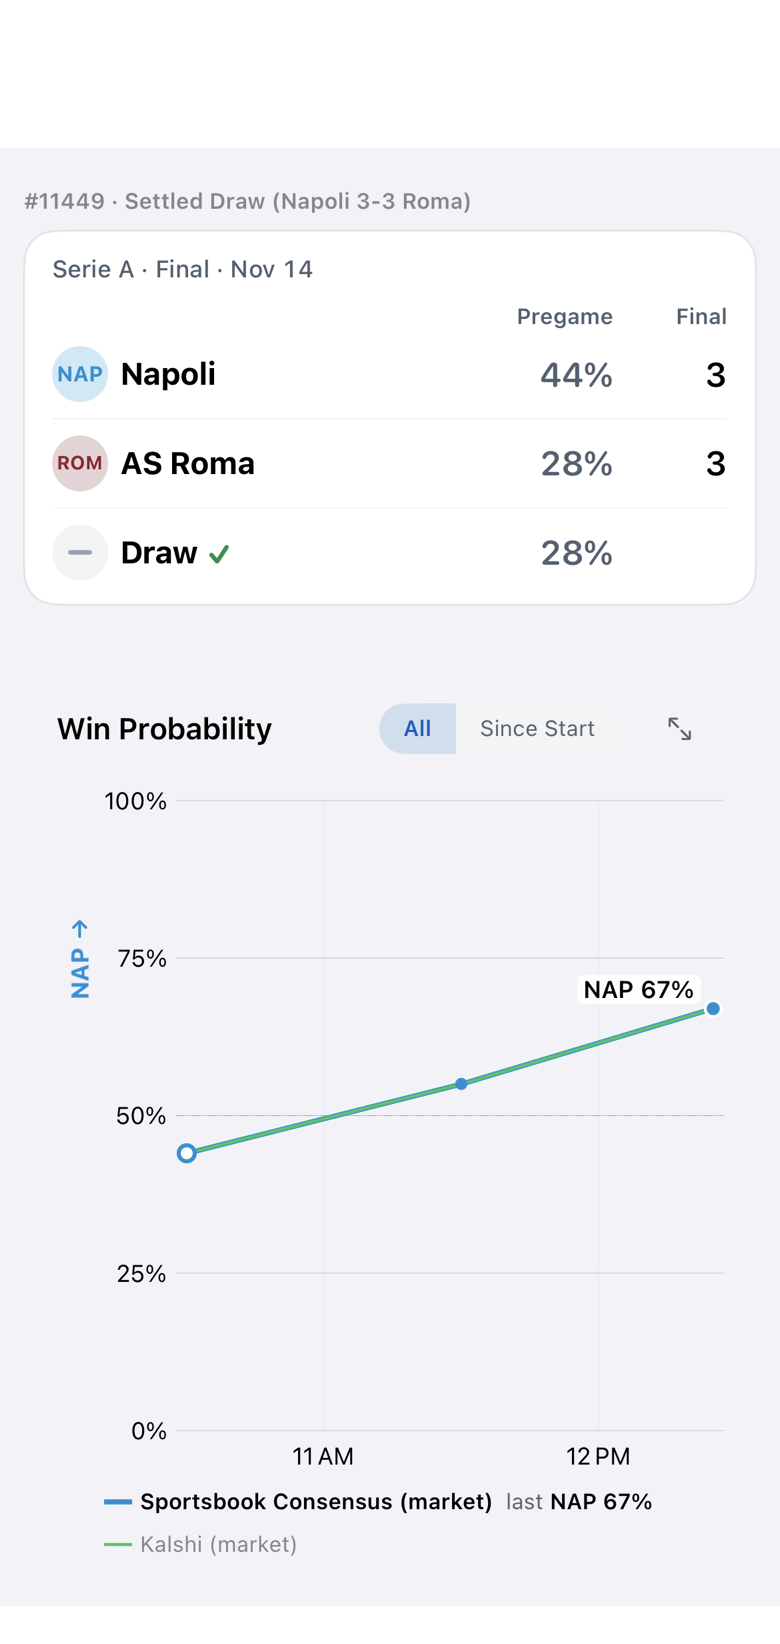 #11449 · Settled Draw (Napoli 3-3 Roma)
Serie A · Final · Nov 14
Pregame Final
NAP Napoli 44% 3
ROM AS Roma 28% 3
Draw ✓ 28%
Win Probability All Since Start
100%
NAP →
75%
NAP 67%
50%
25%
0%
11 AM 12 PM
Sportsbook Consensus (market) last NAP 67%
Kalshi (market)